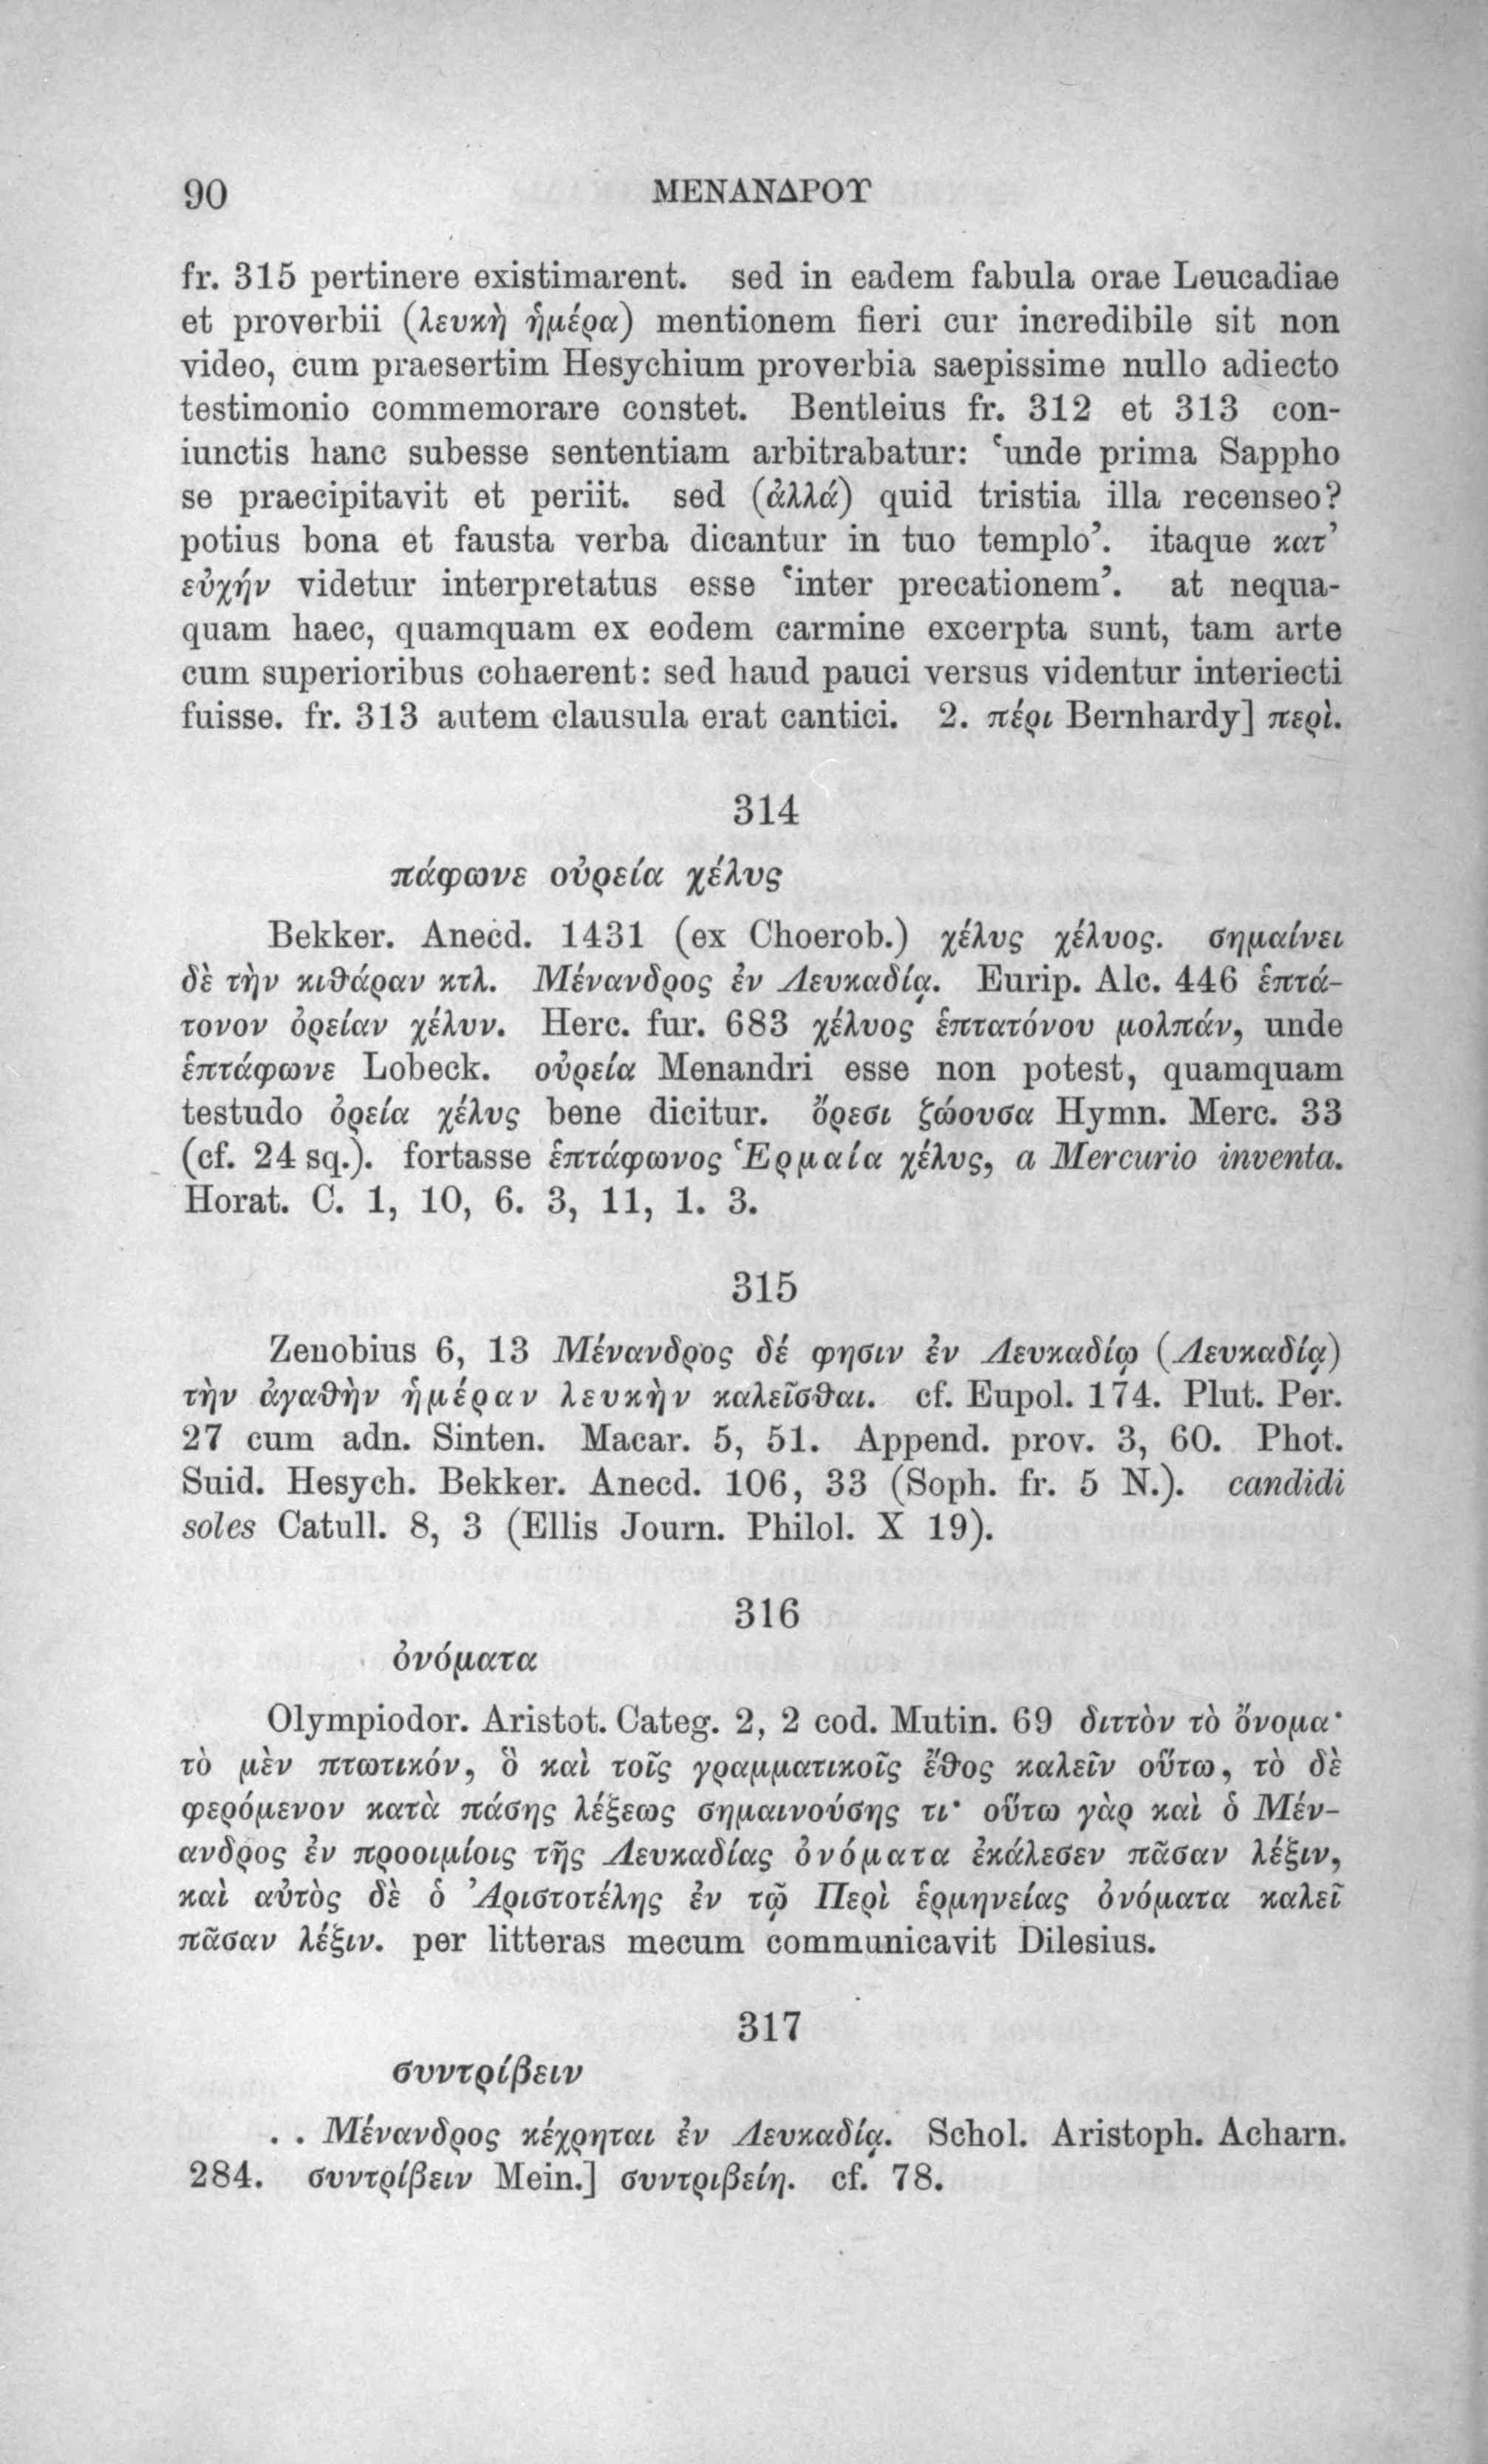 90 ΜΕΝΑΝΔΡΟΥ
fr. 315 pertinere existimarent. sed in eadem fabula orae Leucadiae
et proverbii (λευκὴ ἡμέρα) mentionem fieri cur incredibile sit non
video, cum praesertim Hesychium proverbia saepissime nullo adiecto
testimonio commemorare constet. Bentleius fr. 312 et 313 con-
iunctis hanc subesse sententiam arbitrabatur: ‛unde prima Sappho
se praecipitavit et periit. sed (ἀλλά) quid tristia illa recenseo?
potius bona et fausta verba dicantur in tuo templo’. itaque κατ’
εὐχήν videtur interpretatus esse ‛inter precationem’. at nequa-
quam haec, quamquam ex eodem carmine excerpta sunt, tam arte
cum superioribus cohaerent: sed haud pauci versus videntur interiecti
fuisse. fr. 313 autem clausula erat cantici. 2. πέρι Bernhardy] περὶ.
314
πάφωνε οὐρεία χέλυς
Bekker. Anecd. 1431 (ex Choerob.) χέλυς χέλυος. σημαίνει
δὲ τὴν κιθάραν κτλ. Μένανδρος ἐν Λευκαδίᾳ. Eurip. Alc. 446 ἑπτά-
τονον ὀρείαν χέλυν. Herc. fur. 683 χέλυος ἑπτατόνου μολπάν, unde
ἑπτάφωνε Lobeck. οὐρεία Menandri esse non potest, quamquam
testudo ὀρεία χέλυς bene dicitur. ὄρεσι ζώουσα Hymn. Merc. 33
(cf. 24 sq.). fortasse ἑπτάφωνος Ἑρμαία χέλυς, a Mercurio inventa.
Horat. C. 1, 10, 6. 3, 11, 1. 3.
315
Zenobius 6, 13 Μένανδρος δέ φησιν ἐν Λευκαδίῳ (Λευκαδίᾳ)
τὴν ἀγαθὴν ἡμέραν λευκὴν καλεῖσθαι. cf. Eupol. 174. Plut. Per.
27 cum adn. Sinten. Macar. 5, 51. Append. prov. 3, 60. Phot.
Suid. Hesych. Bekker. Anecd. 106, 33 (Soph. fr. 5 N.). candidi
soles Catull. 8, 3 (Ellis Journ. Philol. X 19).
316
ὀνόματα
Olympiodor. Aristot. Categ. 2, 2 cod. Mutin. 69 διττὸν τὸ ὄνομα·
τὸ μὲν πτωτικόν, ὃ καὶ τοῖς γραμματικοῖς ἔθος καλεῖν οὕτω, τὸ δὲ
φερόμενον κατὰ πάσης λέξεως σημαινούσης τι· οὕτω γὰρ καὶ ὁ Μέν-
ανδρος ἐν προοιμίοις τῆς Λευκαδίας ὀνόματα ἐκάλεσεν πᾶσαν λέξιν,
καὶ αὐτὸς δὲ ὁ Ἀριστοτέλης ἐν τῷ Περὶ ἑρμηνείας ὀνόματα καλεῖ
πᾶσαν λέξιν. per litteras mecum communicavit Dilesius.
317
συντρίβειν
. . Μένανδρος κέχρηται ἐν Λευκαδίᾳ. Schol. Aristoph. Acharn.
284. συντρίβειν Mein.] συντριβείη. cf. 78.